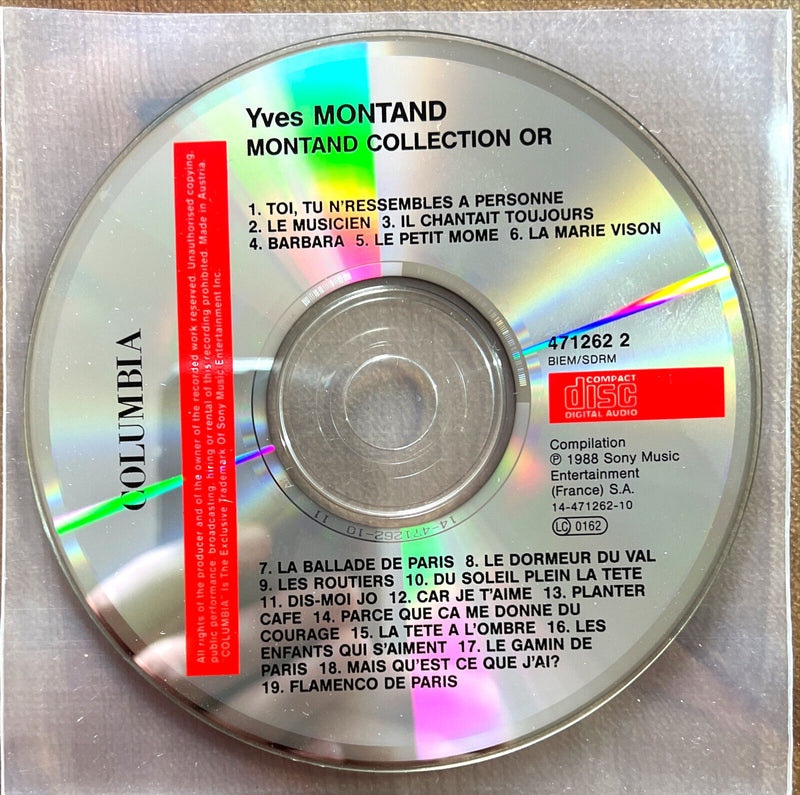 Yves MONTAND
MONTAND COLLECTION OR
1. TOI, TU N'RESSEMBLES A PERSONNE
2. LE MUSICIEN 3. IL CHANTAIT TOUJOURS
4. BARBARA 5. LE PETIT MOME 6. LA MARIE VISON
All rights of the producer and of the owner of the recorded work reserved. Unauthorised copying,
public performance, broadcasting, hiring or rental of this recording prohibited. Made in Austria.
COLUMBIA is The Exclusive Trademark Of Sony Music Entertainment Inc.
COLUMBIA
471262 2
BIEM/SDRM
COMPACT
disc
DIGITAL AUDIO
Compilation
℗ 1988 Sony Music
Entertainment
(France) S.A.
14-471262-10
LC 0162
14-471262-10 11
7. LA BALLADE DE PARIS 8. LE DORMEUR DU VAL
9. LES ROUTIERS 10. DU SOLEIL PLEIN LA TETE
11. DIS-MOI JO 12. CAR JE T'AIME 13. PLANTER
CAFE 14. PARCE QUE CA ME DONNE DU
COURAGE 15. LA TETE A L'OMBRE 16. LES
ENFANTS QUI S'AIMENT 17. LE GAMIN DE
PARIS 18. MAIS QU'EST CE QUE J'AI?
19. FLAMENCO DE PARIS